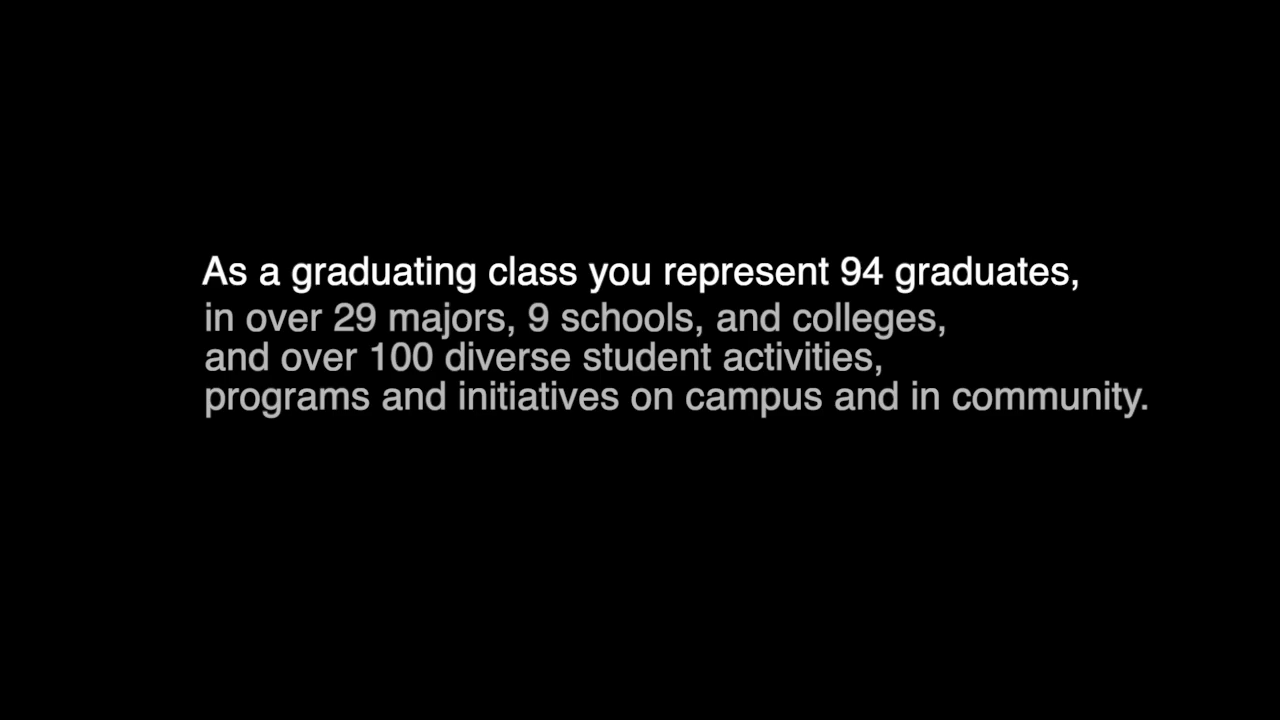 As a graduating class you represent 94 graduates,
in over 29 majors, 9 schools, and colleges,
and over 100 diverse student activities,
programs and initiatives on campus and in community.